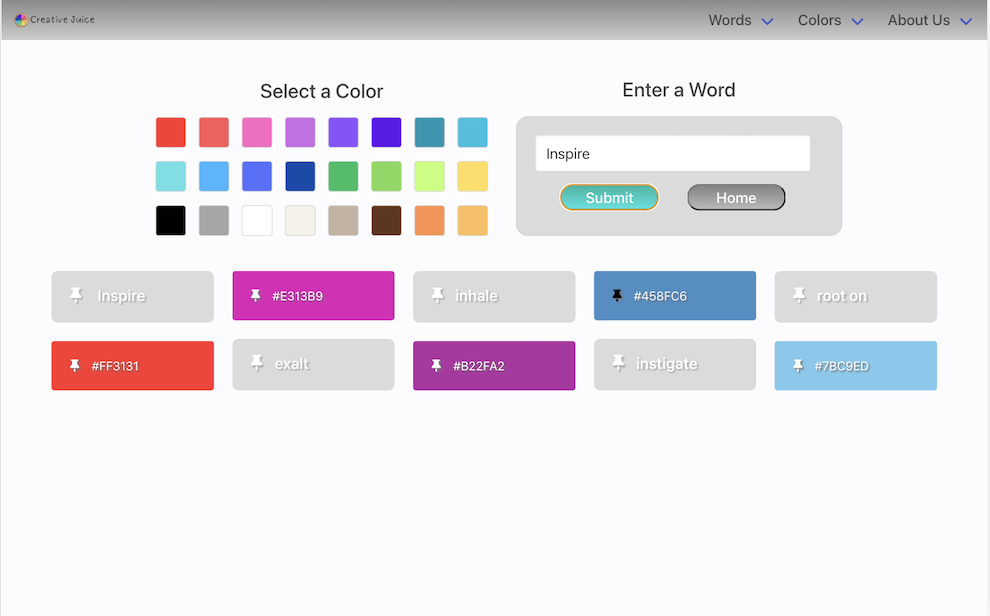 Creative Juice
Words Colors About Us
Select a Color
Enter a Word
Inspire
Submit Home
Inspire #E313B9 inhale #458FC6 root on
#FF3131 exalt #B22FA2 instigate #7BC9ED